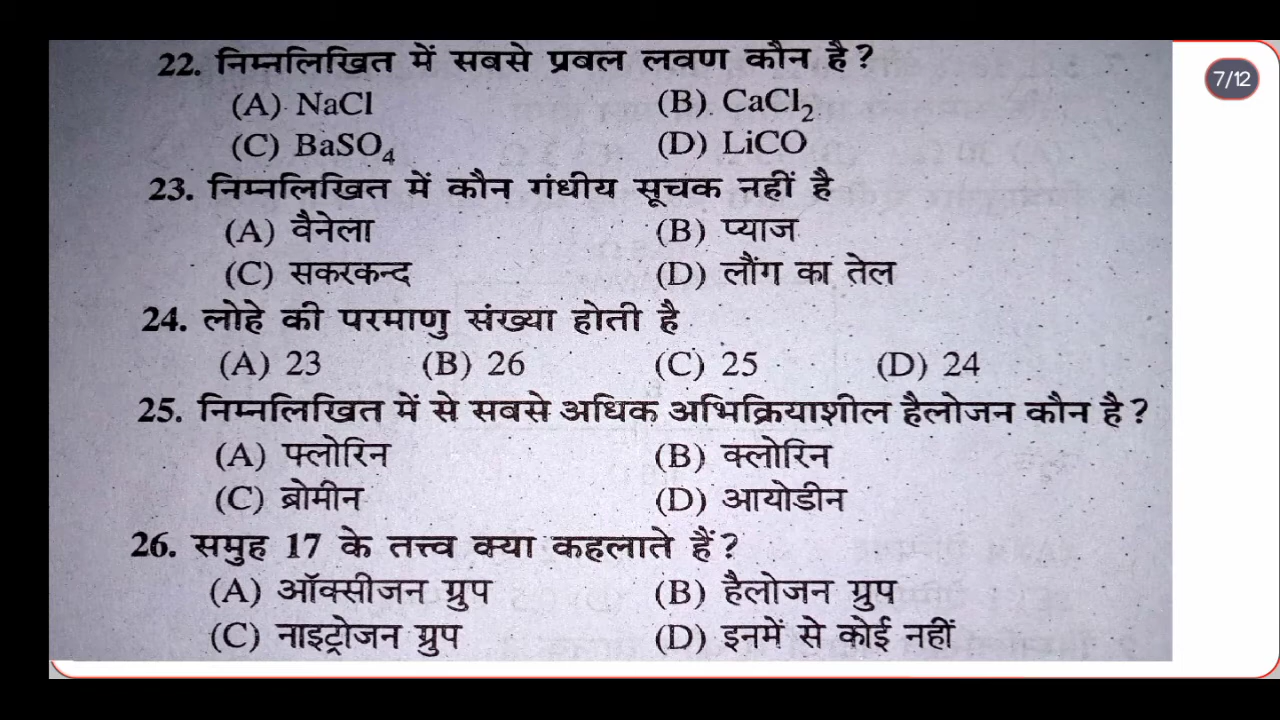 22. निम्नलिखित में सबसे प्रबल लवण कौन है?
(A) NaCl (B) CaCl₂
(C) BaSO₄ (D) LiCO
23. निम्नलिखित में कौन गंधीय सूचक नहीं है
(A) वैनेला (B) प्याज
(C) सकरकन्द (D) लौंग का तेल
24. लोहे की परमाणु संख्या होती है
(A) 23 (B) 26 (C) 25 (D) 24
25. निम्नलिखित में से सबसे अधिक अभिक्रियाशील हैलोजन कौन है?
(A) फ्लोरिन (B) क्लोरिन
(C) ब्रोमीन (D) आयोडीन
26. समुह 17 के तत्त्व क्या कहलाते हैं?
(A) ऑक्सीजन ग्रुप (B) हैलोजन ग्रुप
(C) नाइट्रोजन ग्रुप (D) इनमें से कोई नहीं
7/12